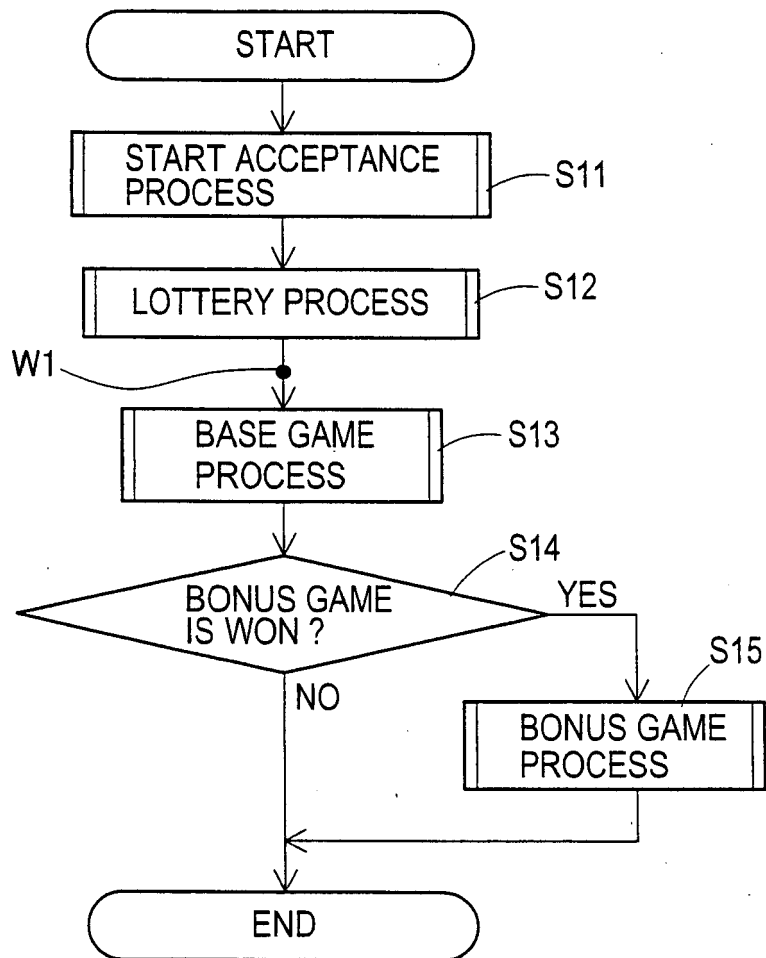 START
START ACCEPTANCE
PROCESS
S11
LOTTERY PROCESS
S12
W1
BASE GAME
PROCESS
S13
S14
BONUS GAME
IS WON ?
YES
NO
S15
BONUS GAME
PROCESS
END